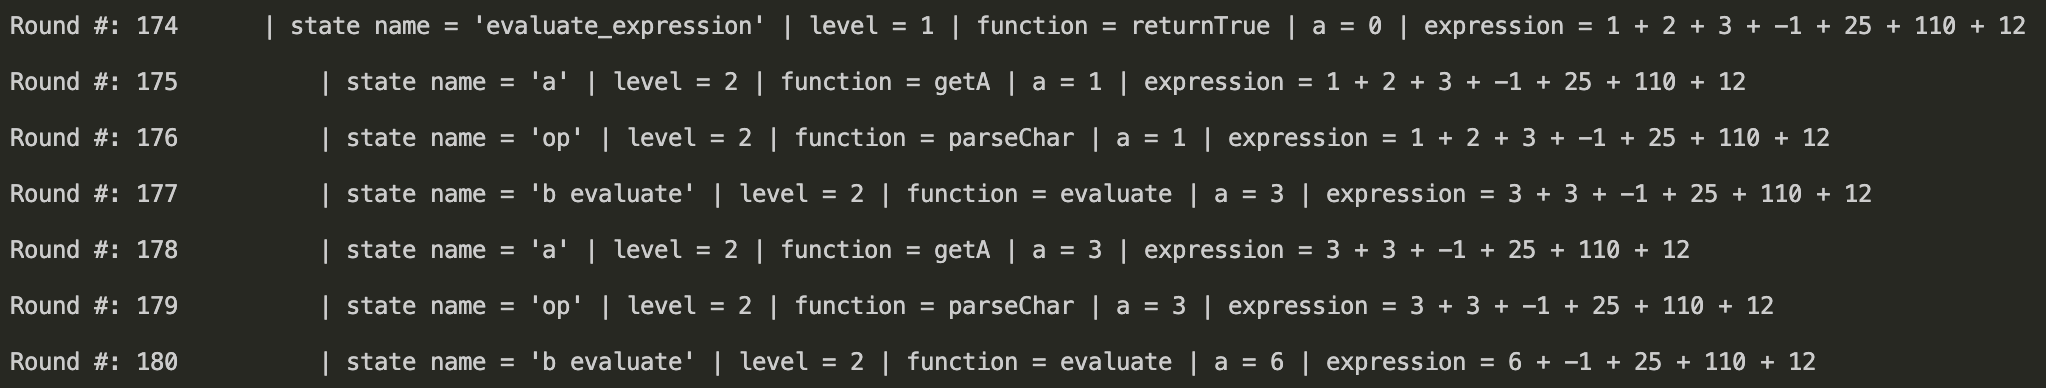 Round #: 174 | state name = 'evaluate_expression' | level = 1 | function = returnTrue | a = 0 | expression = 1 + 2 + 3 + -1 + 25 + 110 + 12
Round #: 175 | state name = 'a' | level = 2 | function = getA | a = 1 | expression = 1 + 2 + 3 + -1 + 25 + 110 + 12
Round #: 176 | state name = 'op' | level = 2 | function = parseChar | a = 1 | expression = 1 + 2 + 3 + -1 + 25 + 110 + 12
Round #: 177 | state name = 'b evaluate' | level = 2 | function = evaluate | a = 3 | expression = 3 + 3 + -1 + 25 + 110 + 12
Round #: 178 | state name = 'a' | level = 2 | function = getA | a = 3 | expression = 3 + 3 + -1 + 25 + 110 + 12
Round #: 179 | state name = 'op' | level = 2 | function = parseChar | a = 3 | expression = 3 + 3 + -1 + 25 + 110 + 12
Round #: 180 | state name = 'b evaluate' | level = 2 | function = evaluate | a = 6 | expression = 6 + -1 + 25 + 110 + 12